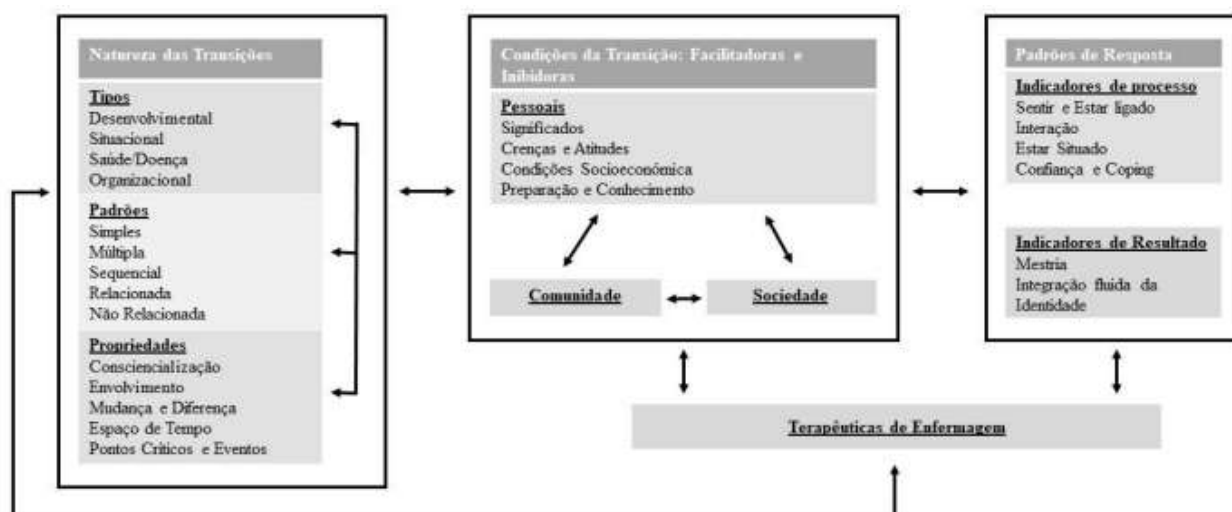 Natureza das Transições
Tipos
Desenvolvimental
Situacional
Saúde/Doença
Organizacional
Padrões
Simples
Múltipla
Sequencial
Relacionada
Não Relacionada
Propriedades
Consciencialização
Envolvimento
Mudança e Diferença
Espaço de Tempo
Pontos Críticos e Eventos
Condições da Transição: Facilitadoras e
Inibidoras
Pessoais
Significados
Crenças e Atitudes
Condições Socioeconómica
Preparação e Conhecimento
Comunidade
Sociedade
Padrões de Resposta
Indicadores de processo
Sentir e Estar ligado
Interação
Estar Situado
Confiança e Coping
Indicadores de Resultado
Mestria
Integração fluida da
Identidade
Terapêuticas de Enfermagem